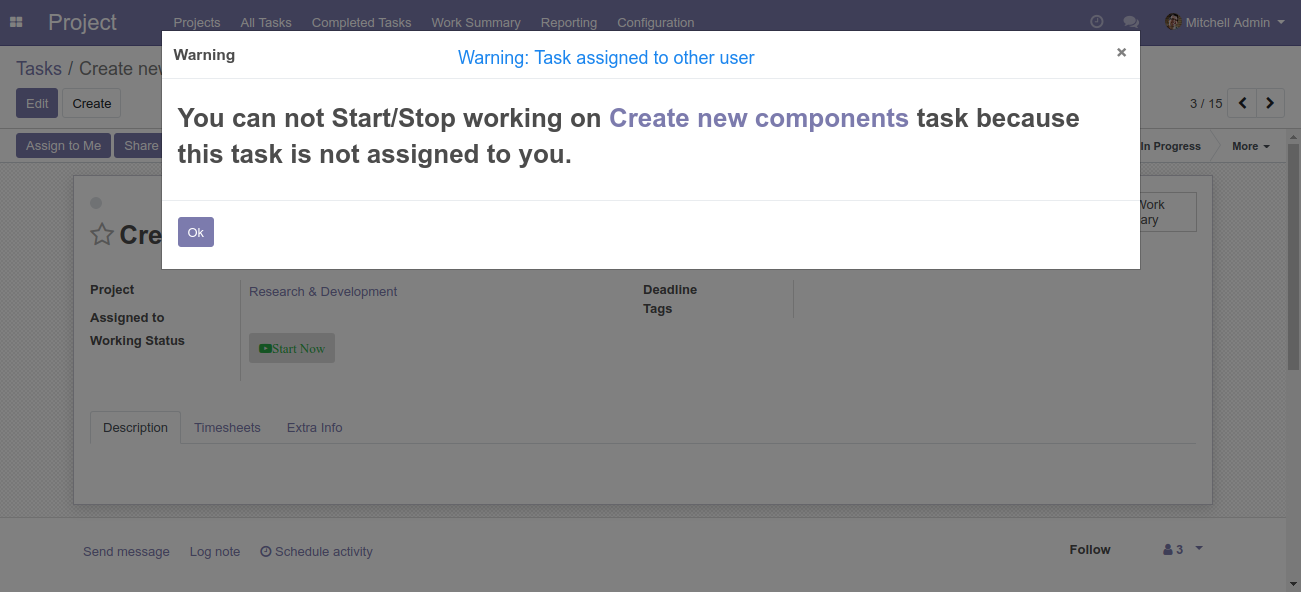 Project Projects All Tasks Completed Tasks Work Summary Reporting Configuration Mitchell Admin
Warning Warning: Task assigned to other user ×
Tasks / Create new
Edit Create 3 / 15
You can not Start/Stop working on Create new components task because
this task is not assigned to you.
Assign to Me Share In Progress More
Ok
Project Research & Development Deadline
Tags
Assigned to
Working Status Start Now
Description Timesheets Extra Info
Send message Log note Schedule activity Follow 3